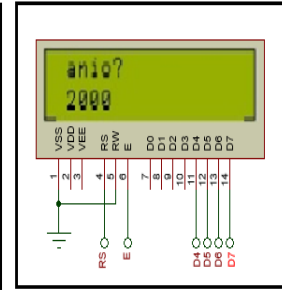 anio?
2000
VSS VDD VEE RS RW E D0 D1 D2 D3 D4 D5 D6 D7
1 2 3 4 5 6 7 8 9 10 11 12 13 14
RS E D4 D5 D6 D7